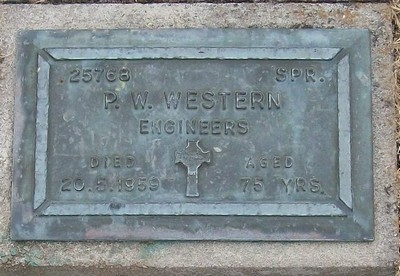 25768 SPR.
P. W. WESTERN
ENGINEERS
DIED AGED
20.5.1959 75 YRS.